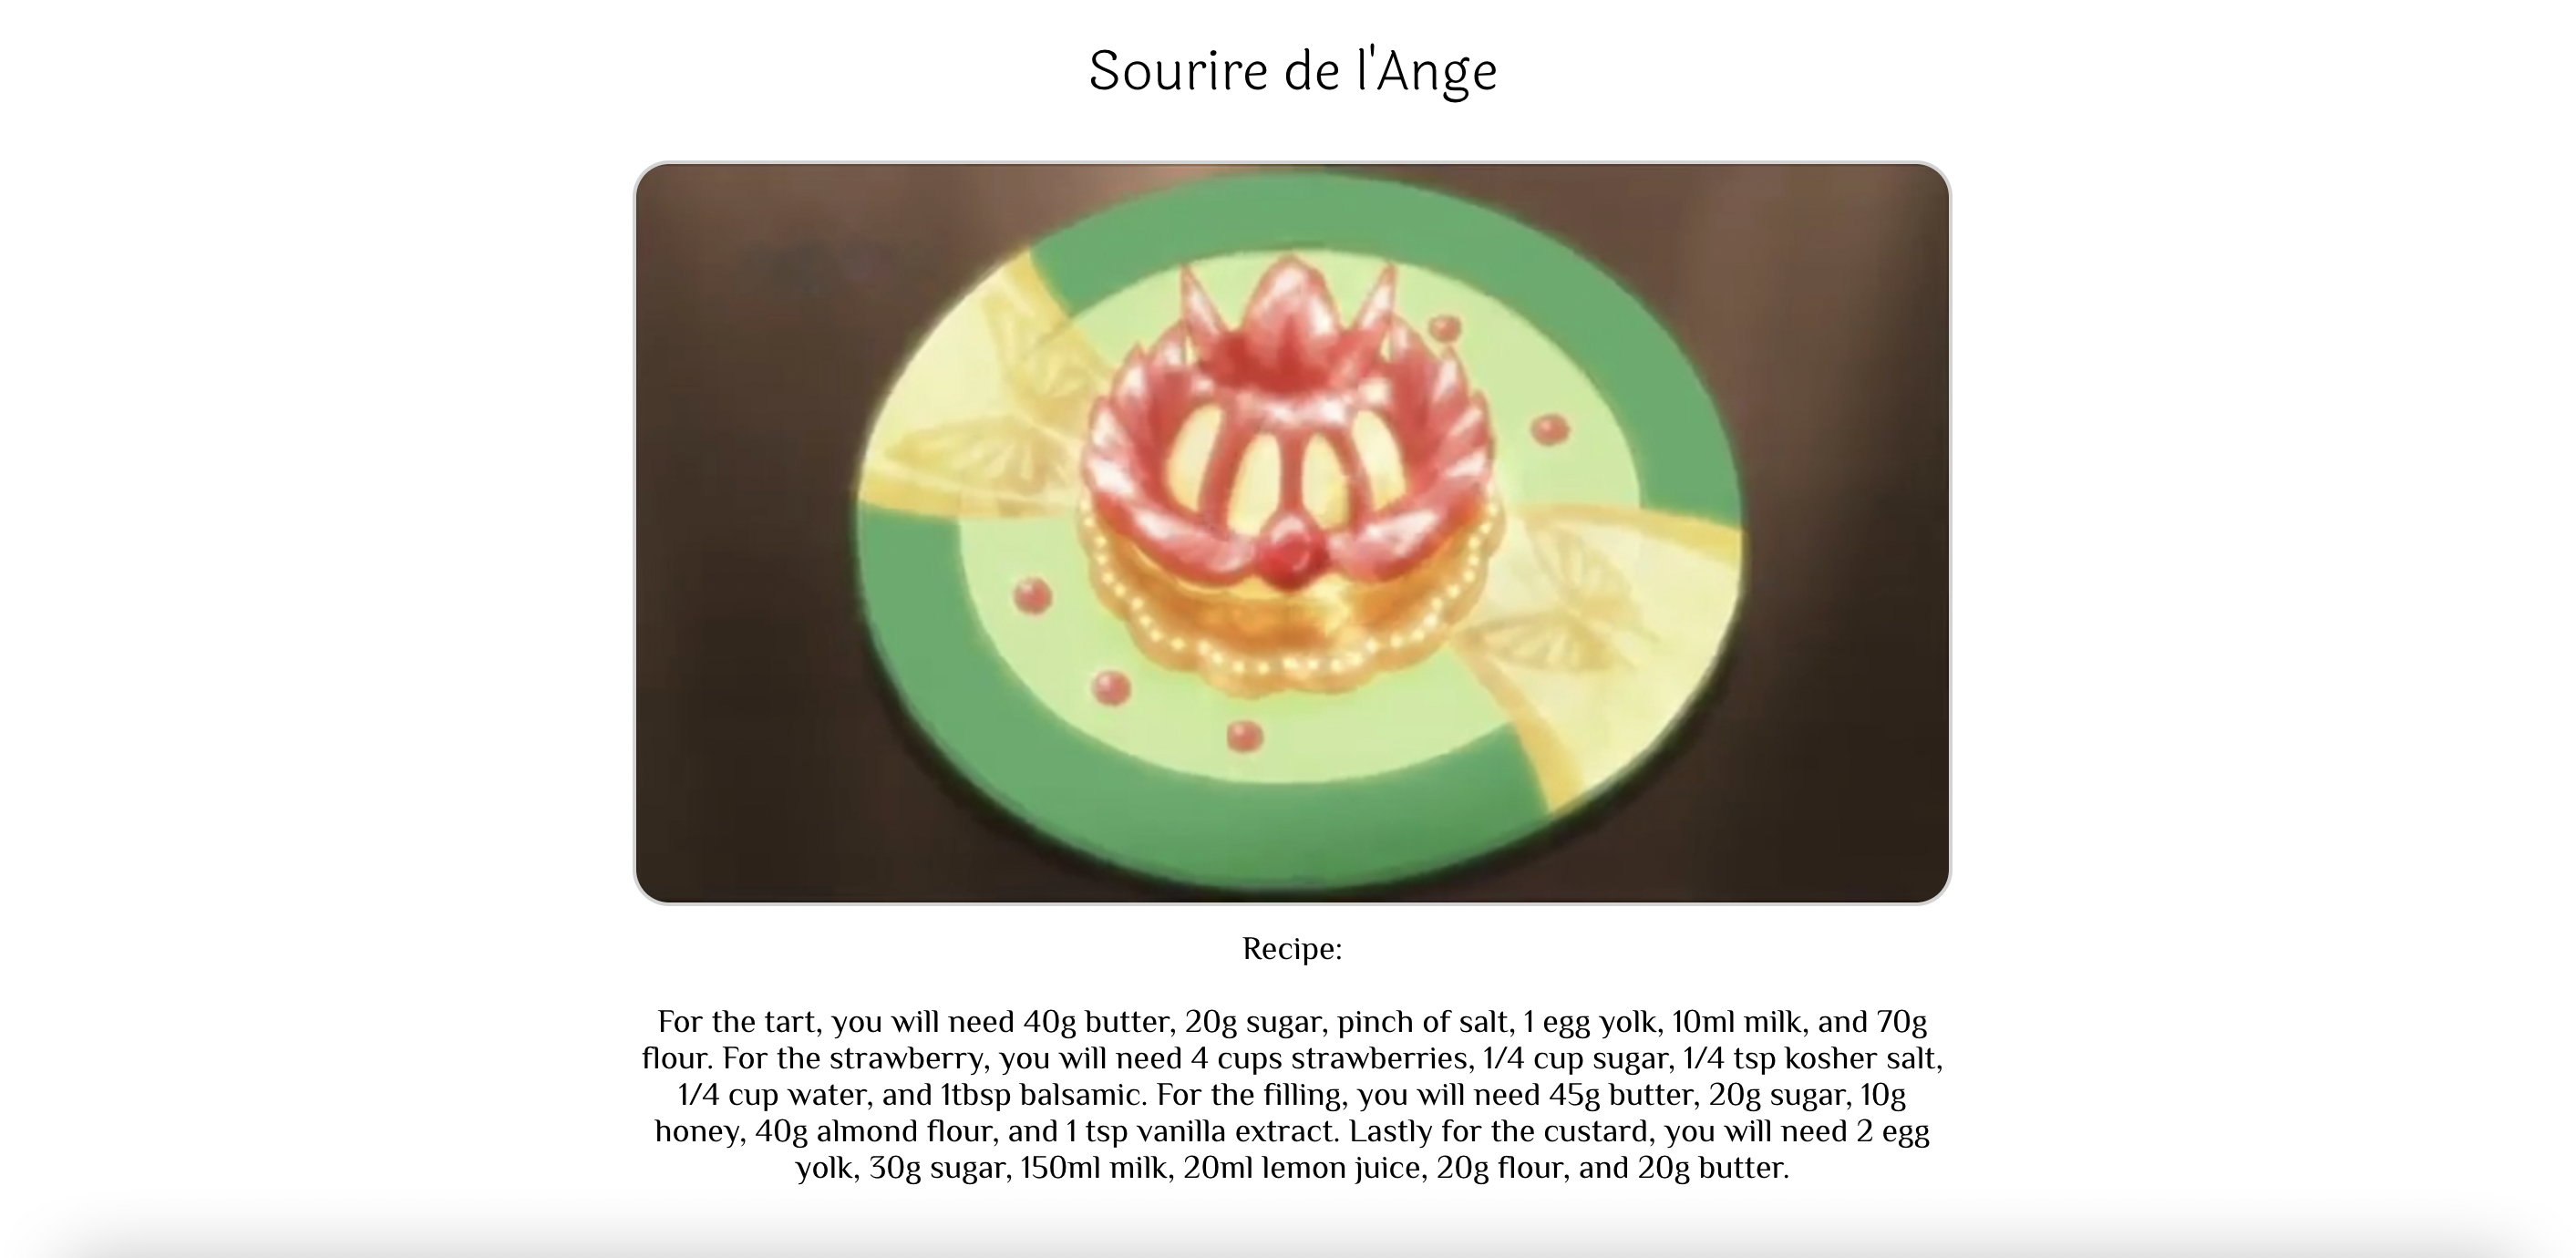 Sourire de l'Ange
Recipe:
For the tart, you will need 40g butter, 20g sugar, pinch of salt, 1 egg yolk, 10ml milk, and 70g
flour. For the strawberry, you will need 4 cups strawberries, 1/4 cup sugar, 1/4 tsp kosher salt,
1/4 cup water, and 1tbsp balsamic. For the filling, you will need 45g butter, 20g sugar, 10g
honey, 40g almond flour, and 1 tsp vanilla extract. Lastly for the custard, you will need 2 egg
yolk, 30g sugar, 150ml milk, 20ml lemon juice, 20g flour, and 20g butter.